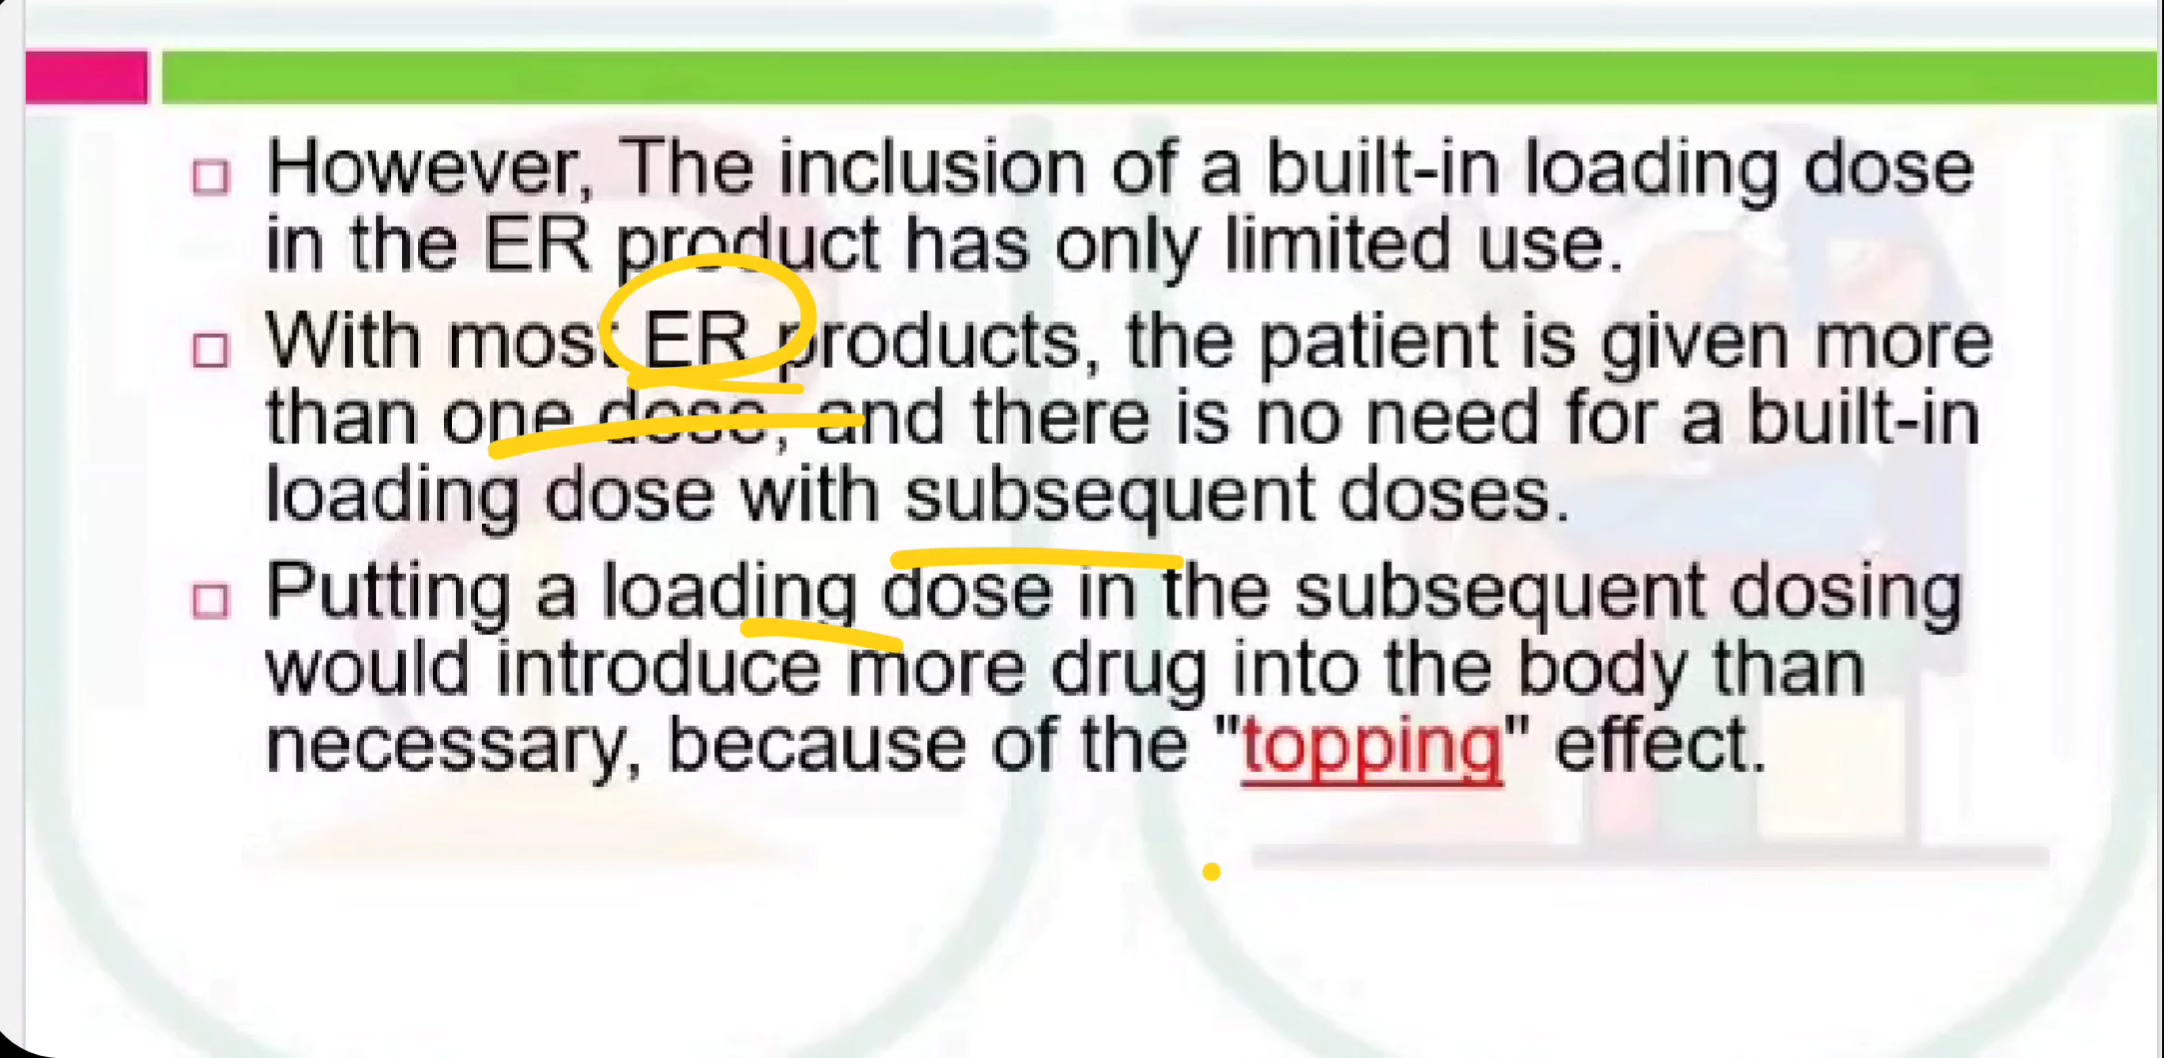 However, The inclusion of a built-in loading dose
in the ER product has only limited use.
With most ER products, the patient is given more
than one dose, and there is no need for a built-in
loading dose with subsequent doses.
Putting a loading dose in the subsequent dosing
would introduce more drug into the body than
necessary, because of the "topping" effect.